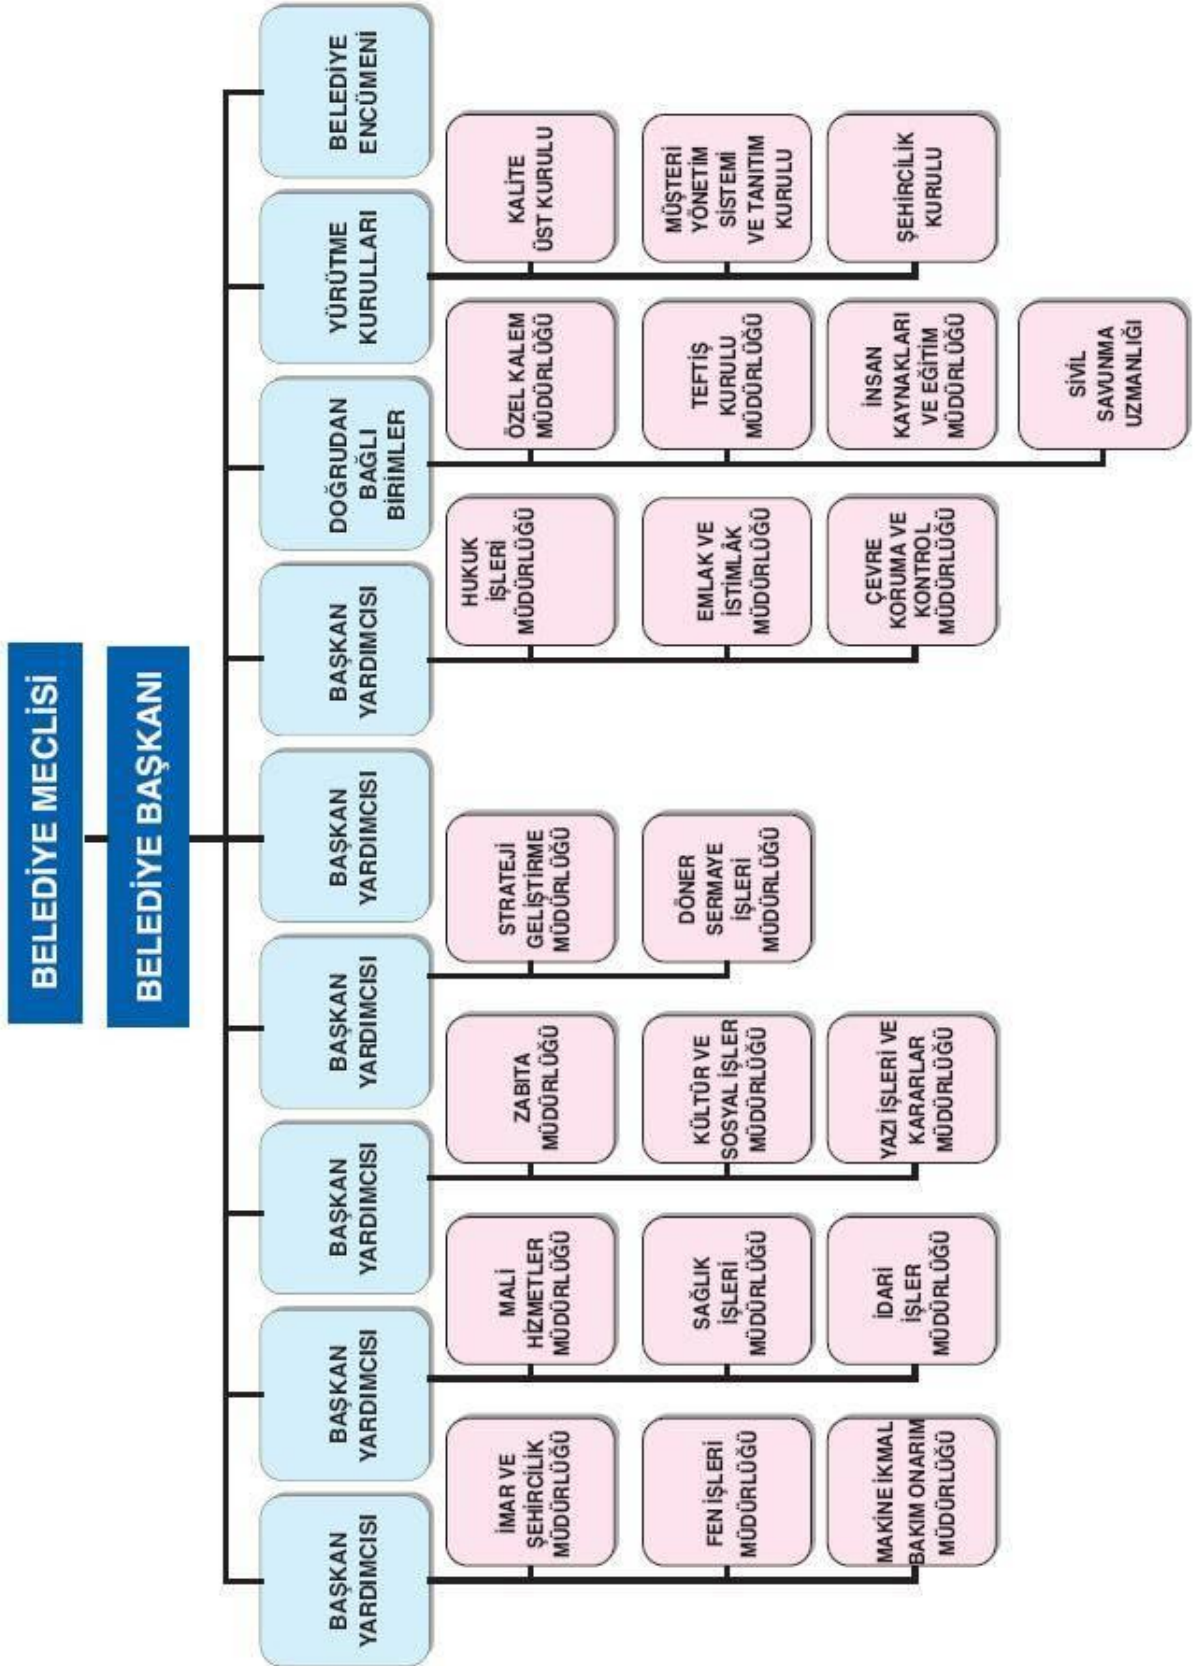 BELEDİYE MECLİSİ
BELEDİYE BAŞKANI
BAŞKAN
YARDIMCISI
BAŞKAN
YARDIMCISI
BAŞKAN
YARDIMCISI
BAŞKAN
YARDIMCISI
BAŞKAN
YARDIMCISI
BAŞKAN
YARDIMCISI
DOĞRUDAN
BAĞLI
BİRİMLER
YÜRÜTME
KURULLARI
BELEDİYE
ENCÜMENİ
İMAR VE
ŞEHİRCİLİK
MÜDÜRLÜĞÜ
FEN İŞLERİ
MÜDÜRLÜĞÜ
MAKİNE İKMAL
BAKIM ONARIM
MÜDÜRLÜĞÜ
MALİ
HİZMETLER
MÜDÜRLÜĞÜ
SAĞLIK
İŞLERİ
MÜDÜRLÜĞÜ
İDARİ
İŞLER
MÜDÜRLÜĞÜ
ZABITA
MÜDÜRLÜĞÜ
KÜLTÜR VE
SOSYAL İŞLER
MÜDÜRLÜĞÜ
YAZI İŞLERİ VE
KARARLAR
MÜDÜRLÜĞÜ
STRATEJİ
GELİŞTİRME
MÜDÜRLÜĞÜ
DÖNER
SERMAYE
İŞLERİ
MÜDÜRLÜĞÜ
HUKUK
İŞLERİ
MÜDÜRLÜĞÜ
EMLAK VE
İSTİMLÂK
MÜDÜRLÜĞÜ
ÇEVRE
KORUMA VE
KONTROL
MÜDÜRLÜĞÜ
ÖZEL KALEM
MÜDÜRLÜĞÜ
TEFTİŞ
KURULU
MÜDÜRLÜĞÜ
İNSAN
KAYNAKLARI
VE EĞİTİM
MÜDÜRLÜĞÜ
SİVİL
SAVUNMA
UZMANLIĞI
KALİTE
ÜST KURULU
MÜŞTERİ
YÖNETİM
SİSTEMİ
VE TANITIM
KURULU
ŞEHİRCİLİK
KURULU